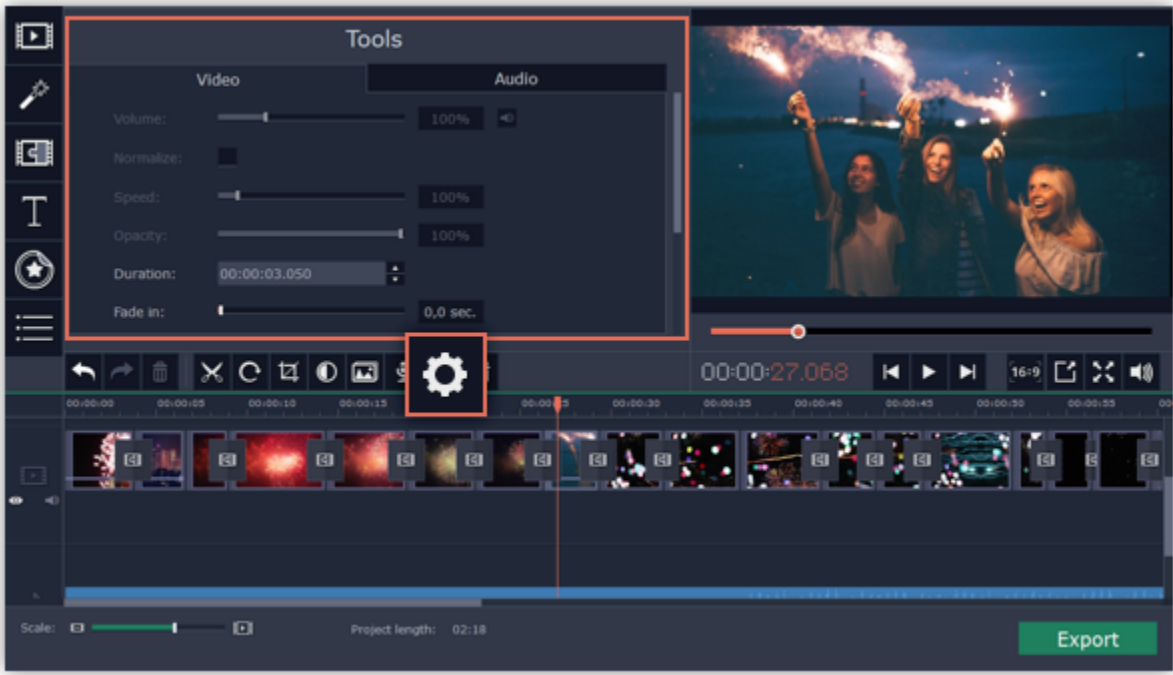 Tools
Video
Audio
Volume:
100%
Normalize:
Speed:
100%
Opacity:
100%
Duration:
00:00:03.050
Fade in:
0,0 sec.
T
00:00:27.068
16:9
00:00:00
00:00:05
00:00:10
00:00:15
00:00:30
00:00:35
00:00:40
00:00:45
00:00:50
00:00:55
Scale:
Project length:
02:18
Export